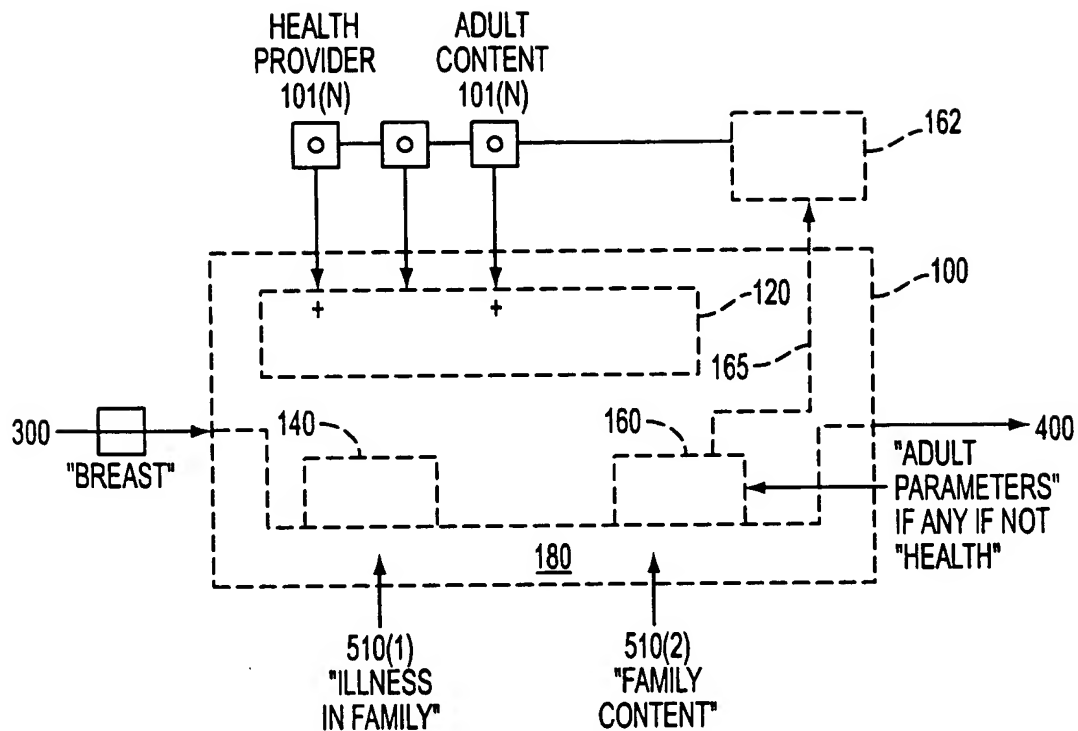 HEALTH
PROVIDER
101(N)
ADULT
CONTENT
101(N)
162
+
+
120
100
165
300
"BREAST"
140
160
400
"ADULT
PARAMETERS"
IF ANY IF NOT
"HEALTH"
180
510(1)
"ILLNESS
IN FAMILY"
510(2)
"FAMILY
CONTENT"